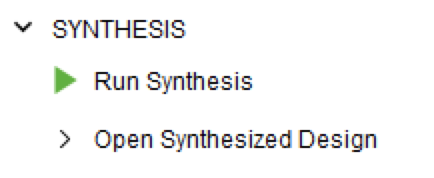 SYNTHESIS
Run Synthesis
Open Synthesized Design